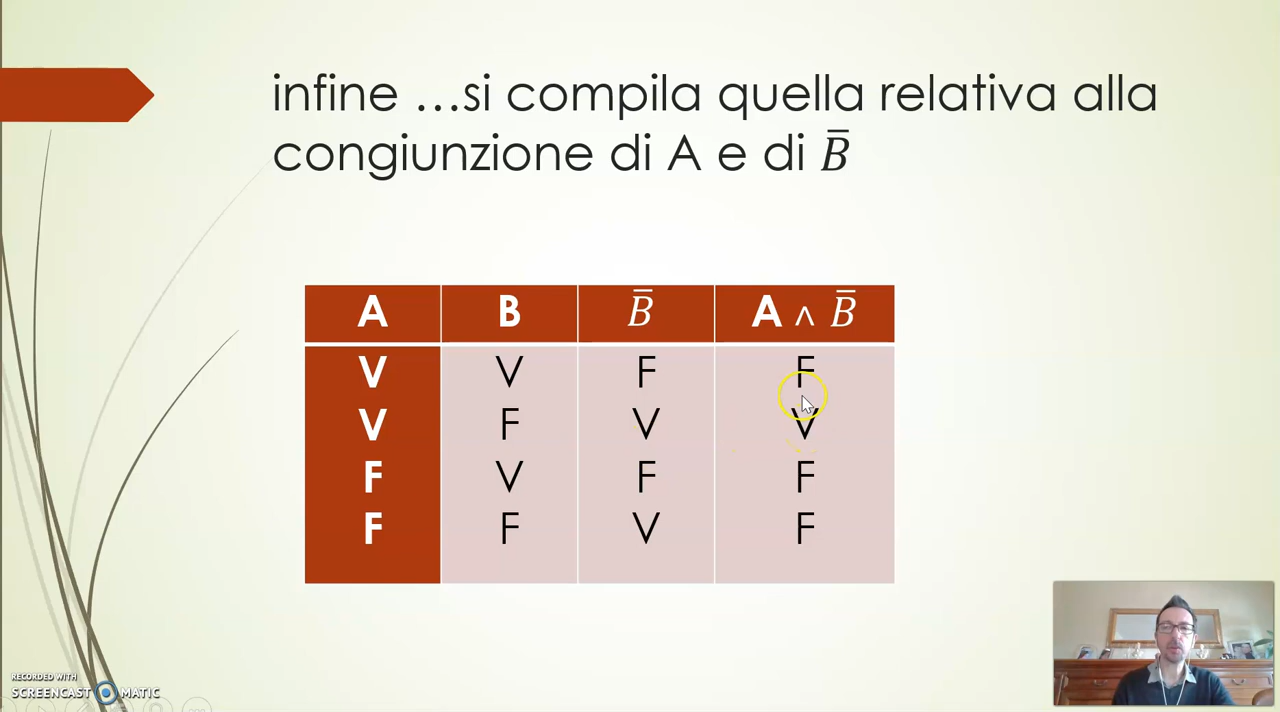 infine …si compila quella relativa alla
congiunzione di A e di B̅
A B B̅ A ∧ B̅
V V F F
V F V V
F V F F
F F V F
RECORDED WITH
SCREENCAST MATIC